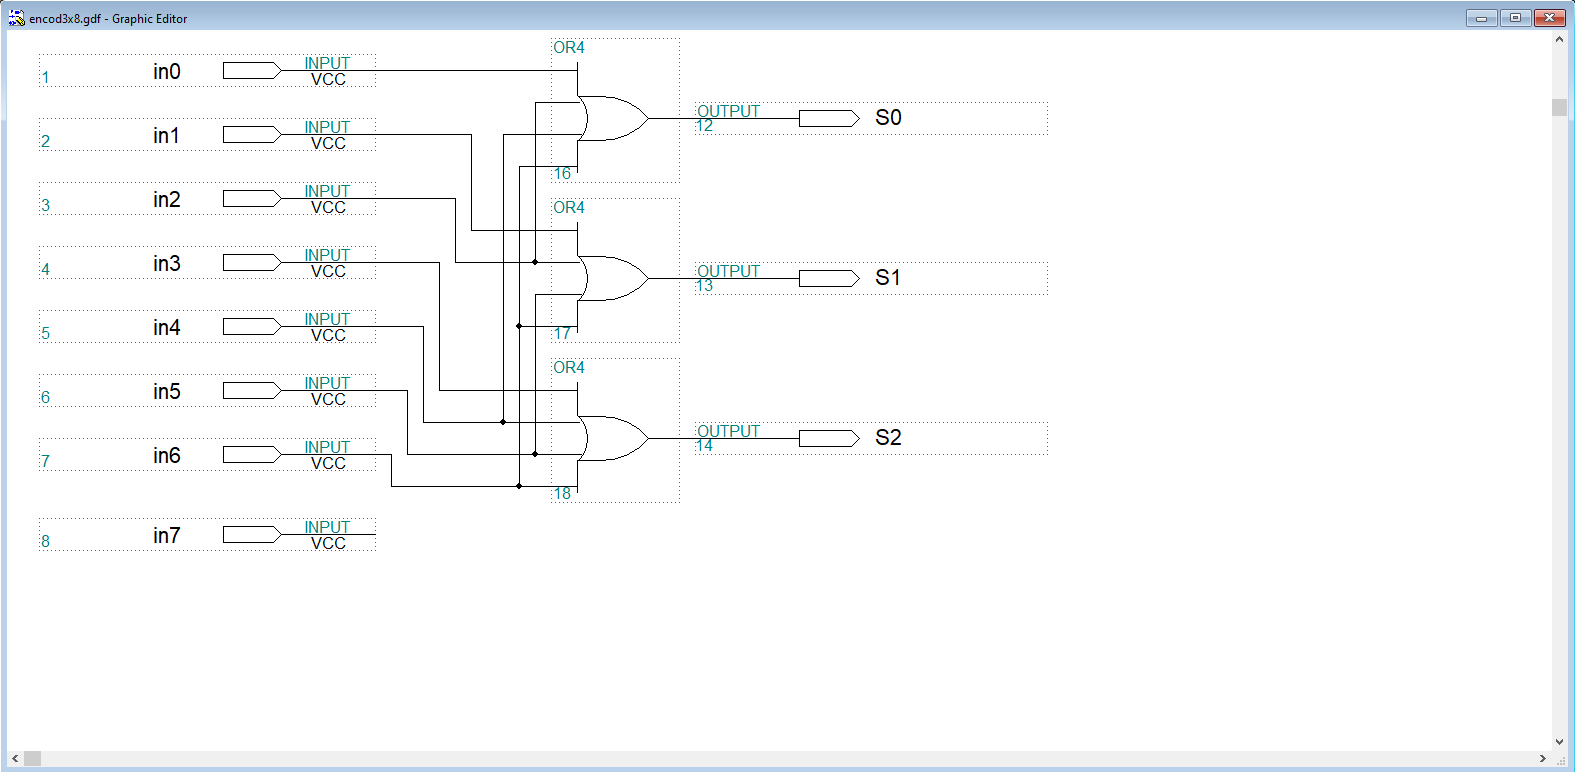 encod3x8.gdf - Graphic Editor
OR4
1 in0 INPUT
VCC
OUTPUT
12 S0
2 in1 INPUT
VCC
16
3 in2 INPUT
VCC
OR4
4 in3 INPUT
VCC
OUTPUT
13 S1
5 in4 INPUT
VCC
17
OR4
6 in5 INPUT
VCC
OUTPUT
14 S2
7 in6 INPUT
VCC
18
8 in7 INPUT
VCC